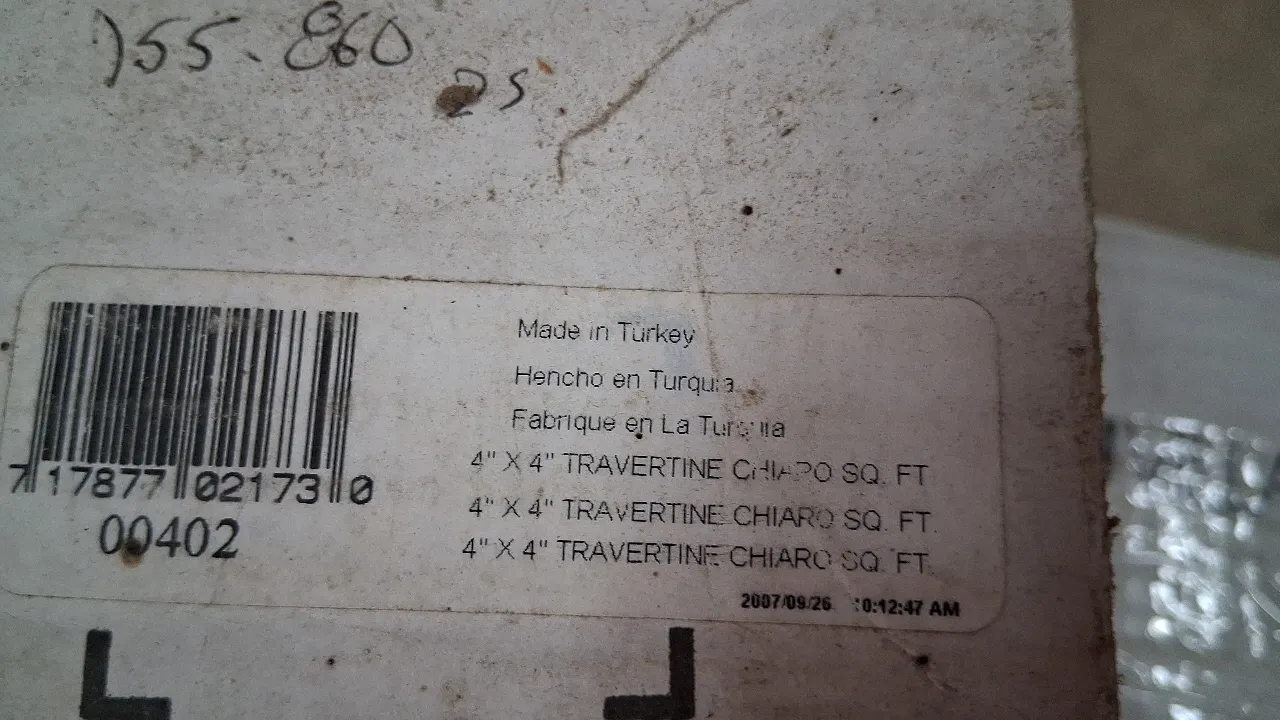 155-860
25
Made in Turkey
Hencho en Turquia
Fabrique en La Turquia
4" X 4" TRAVERTINE CHIARO SQ. FT
4" X 4" TRAVERTINE CHIARO SQ. FT.
4" X 4" TRAVERTINE CHIARO SQ. FT.
7 17877 02173 0
00402
2007/09/26 10:12:47 AM